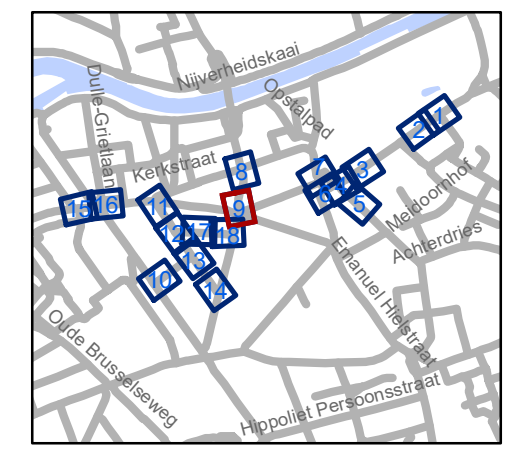 Nijverheidskaai
Dulle-Grietlaan
Opstalpad
Kerkstraat
1
2
3
4
5
6
7
8
9
10
11
12
13
14
15
16
17
18
Meidoornhof
Achterdries
Emanuel Hielstraat
Oude Brusselseweg
Hippoliet Persoonsstraat